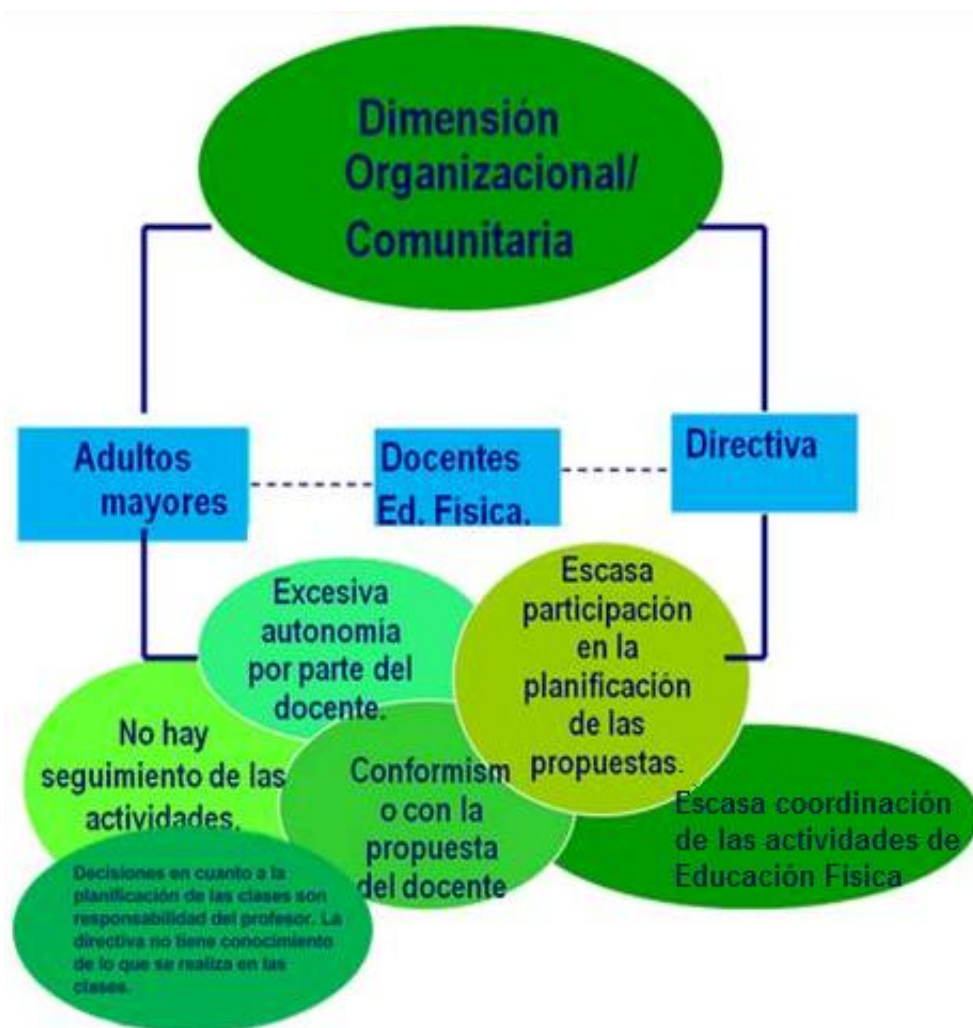 Dimensión
Organizacional/
Comunitaria
Adultos
mayores
Docentes
Ed. Fisica.
Directiva
Excesiva
autonomía
por parte del
docente.
Escasa
participación
en la
planificación
de las
propuestas.
No hay
seguimiento de las
actividades.
Conformism
o con la
propuesta
del docente
Escasa coordinación
de las actividades de
Educación Física
Decisiones en cuanto a la
planificación de las clases son
responsabilidad del profesor. La
directiva no tiene conocimiento
de lo que se realiza en las
clases.